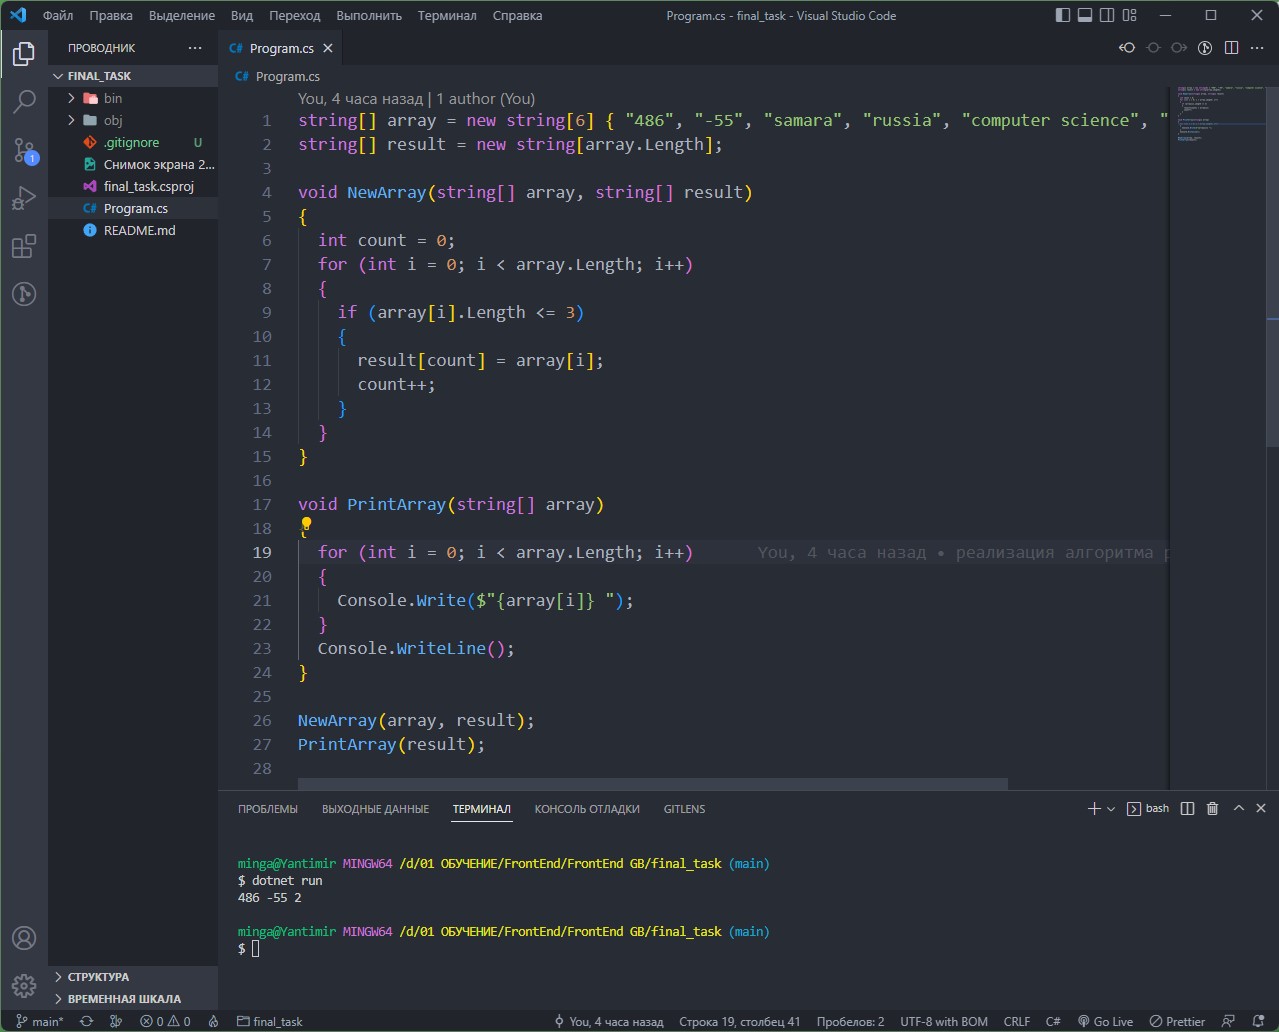 Файл Правка Выделение Вид Переход Выполнить Терминал Справка Program.cs - final_task - Visual Studio Code
ПРОВОДНИК ···
FINAL_TASK
bin
obj
.gitignore U
Снимок экрана 2...
final_task.csproj
C# Program.cs
README.md
1
СТРУКТУРА
ВРЕМЕННАЯ ШКАЛА
C# Program.cs ×
C# Program.cs
You, 4 часа назад | 1 author (You)
1 string[] array = new string[6] { "486", "-55", "samara", "russia", "computer science", "
2 string[] result = new string[array.Length];
3
4 void NewArray(string[] array, string[] result)
5 {
6 int count = 0;
7 for (int i = 0; i < array.Length; i++)
8 {
9 if (array[i].Length <= 3)
10 {
11 result[count] = array[i];
12 count++;
13 }
14 }
15 }
16
17 void PrintArray(string[] array)
18 {
19 for (int i = 0; i < array.Length; i++) You, 4 часа назад • реализация алгоритма р
20 {
21 Console.Write($"{array[i]} ");
22 }
23 Console.WriteLine();
24 }
25
26 NewArray(array, result);
27 PrintArray(result);
28
ПРОБЛЕМЫ ВЫХОДНЫЕ ДАННЫЕ ТЕРМИНАЛ КОНСОЛЬ ОТЛАДКИ GITLENS bash
minga@Yantimir MINGW64 /d/01 ОБУЧЕНИЕ/FrontEnd/FrontEnd GB/final_task (main)
$ dotnet run
486 -55 2
minga@Yantimir MINGW64 /d/01 ОБУЧЕНИЕ/FrontEnd/FrontEnd GB/final_task (main)
$
main* 0 0 final_task You, 4 часа назад Строка 19, столбец 41 Пробелов: 2 UTF-8 with BOM CRLF C# Go Live Prettier